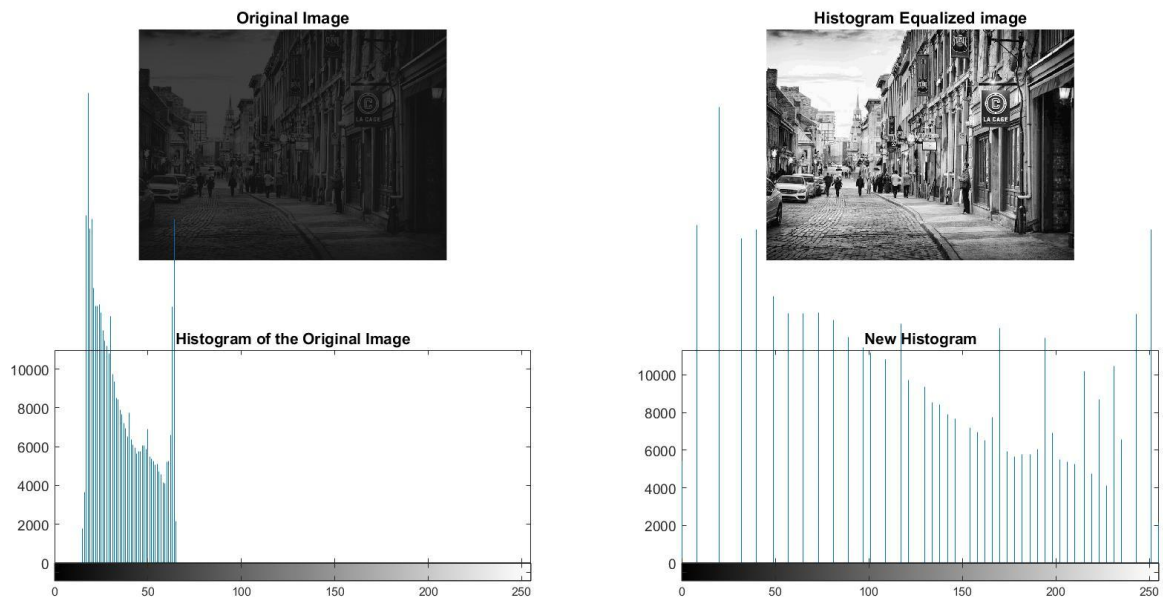 Original Image
C
LA CAGE
Histogram of the Original Image
10000
8000
6000
4000
2000
0
0 50 100 150 200 250
Histogram Equalized image
C
LA CAGE
New Histogram
10000
8000
6000
4000
2000
0
0 50 100 150 200 250